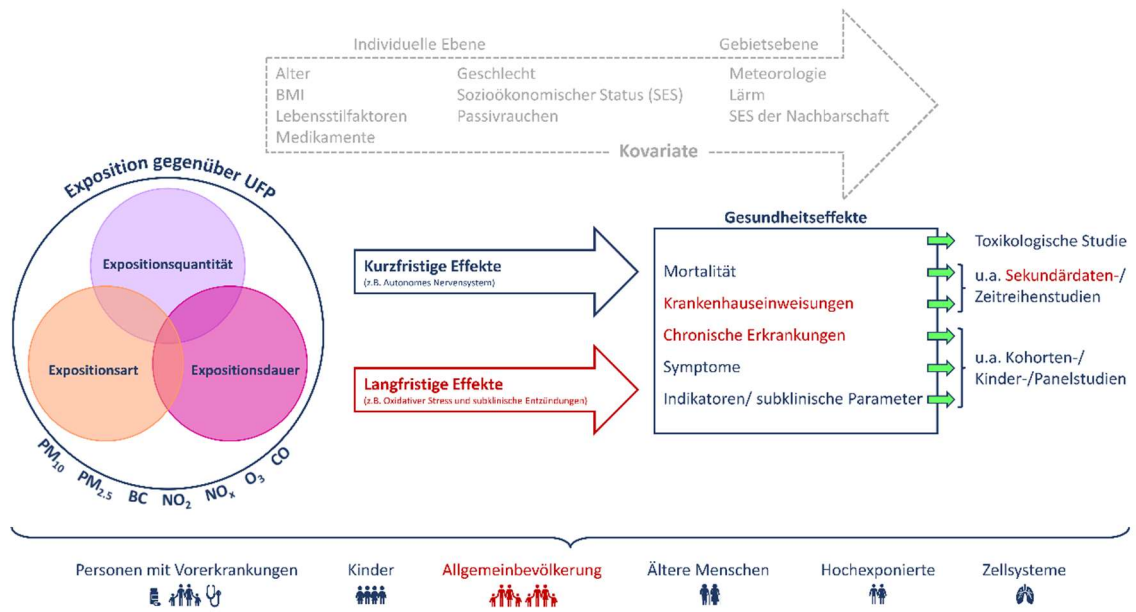 Individuelle Ebene Gebietsebene
Alter Geschlecht Meteorologie
BMI Sozioökonomischer Status (SES) Lärm
Lebensstilfaktoren Passivrauchen SES der Nachbarschaft
Medikamente
Kovariate
Exposition gegenüber UFP
Expositionsquantität
Expositionsart Expositionsdauer
PM10 PM2.5 BC NO2 NOx O3 CO
Kurzfristige Effekte
(z.B. Autonomes Nervensystem)
Langfristige Effekte
(z.B. Oxidativer Stress und subklinische Entzündungen)
Gesundheitseffekte
Mortalität
Krankenhauseinweisungen
Chronische Erkrankungen
Symptome
Indikatoren/ subklinische Parameter
Toxikologische Studie
u.a. Sekundärdaten-/
Zeitreihenstudien
u.a. Kohorten-/
Kinder-/Panelstudien
Personen mit Vorerkrankungen Kinder Allgemeinbevölkerung Ältere Menschen Hochexponierte Zellsysteme